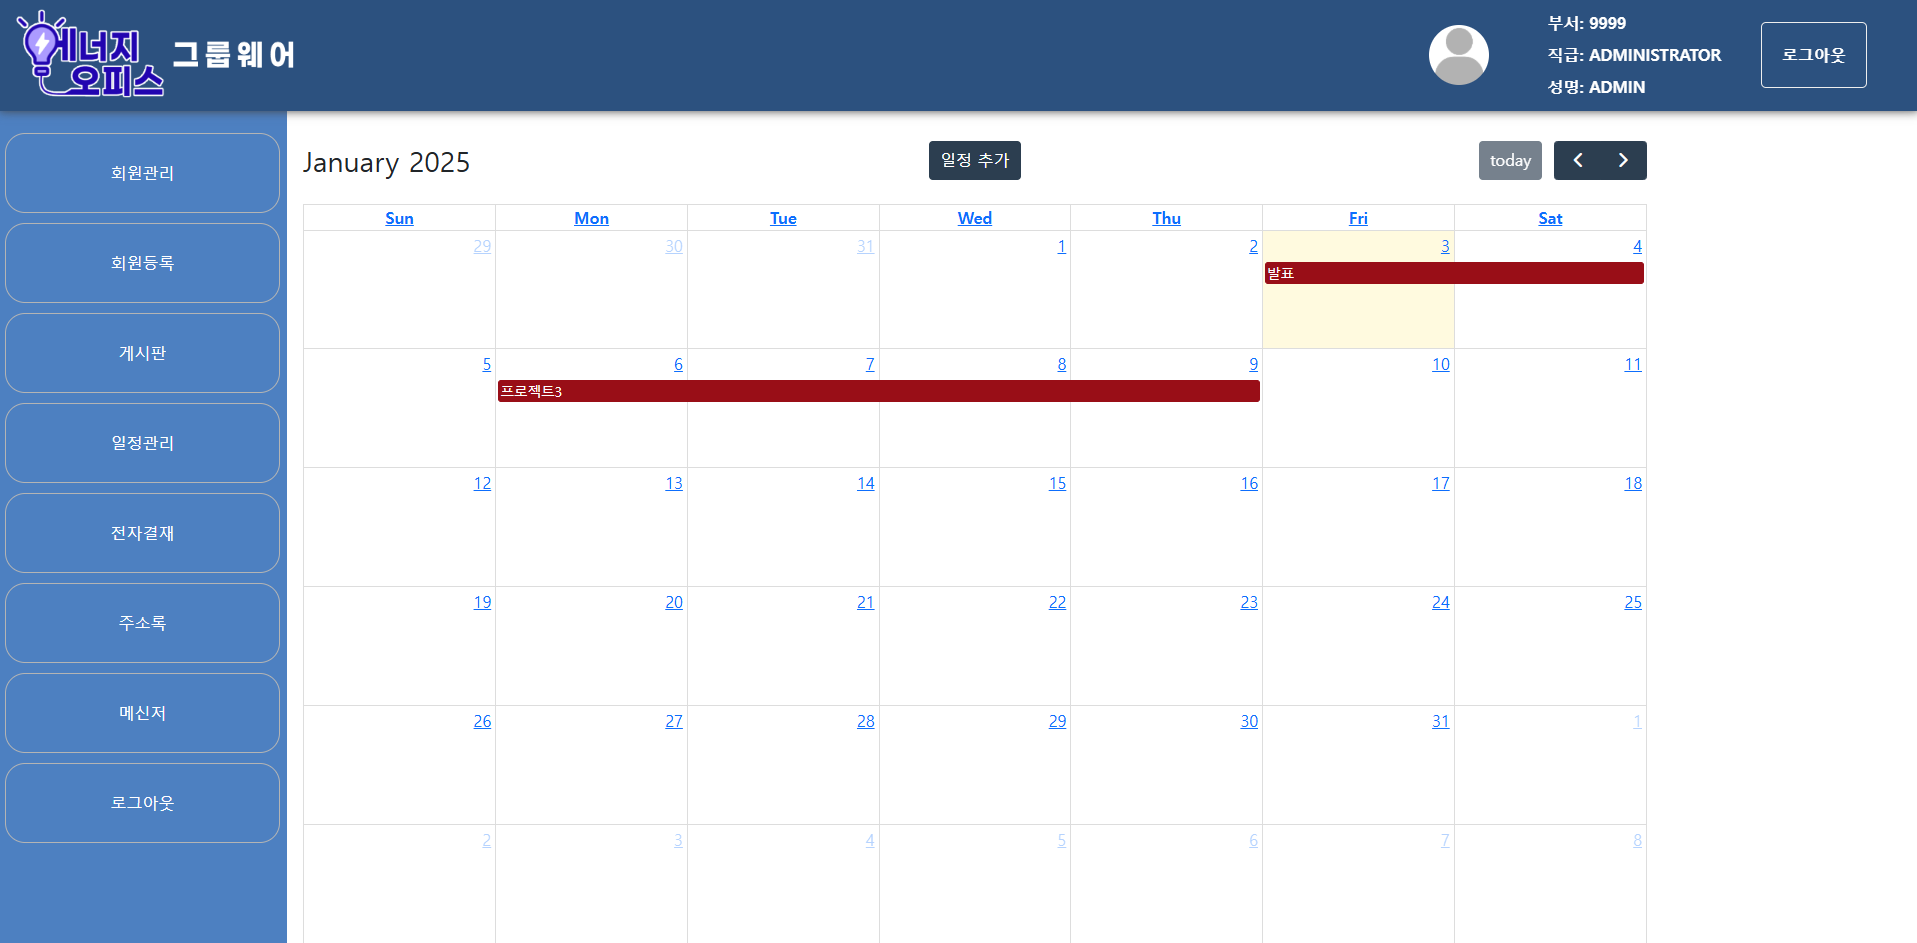 에너지
오피스
그룹웨어
부서: 9999
직급: ADMINISTRATOR
성명: ADMIN
로그아웃
회원관리
회원등록
게시판
일정관리
전자결재
주소록
메신저
로그아웃
January 2025
일정 추가
today
Sun Mon Tue Wed Thu Fri Sat
29 30 31 1 2 3 4
발표
5 6 7 8 9 10 11
프로젝트3
12 13 14 15 16 17 18
19 20 21 22 23 24 25
26 27 28 29 30 31 1
2 3 4 5 6 7 8